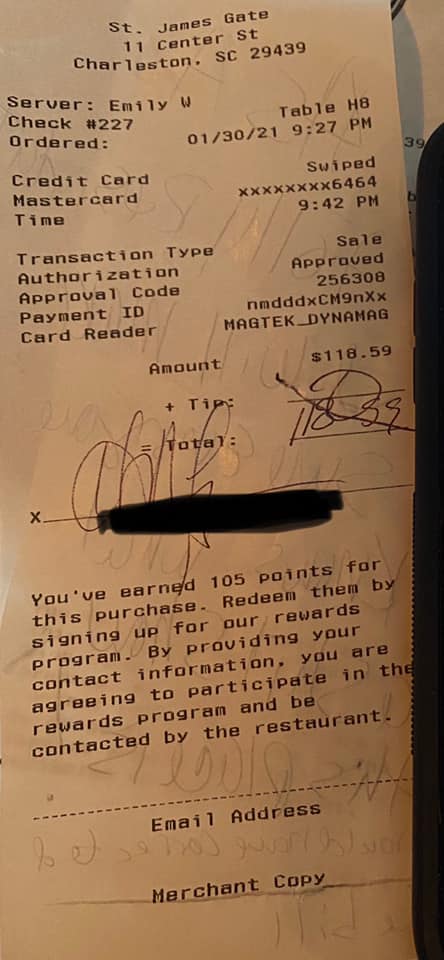 St. James Gate
11 Center St
Charleston, SC 29439
Server: Emily W Table H8
Check #227
Ordered: 01/30/21 9:27 PM
Credit Card Swiped
Mastercard xxxxxxxx6464
Time 9:42 PM
Transaction Type Sale
Authorization Approved
Approval Code 256308
Payment ID nmdddxCM9nXx
Card Reader MAGTEK_DYNAMAG
Amount $118.59
+ Tip:
= Total: 118.59
X
You've earned 105 points for
this purchase. Redeem them by
signing up for our rewards
program. By providing your
contact information, you are
agreeing to participate in the
rewards program and be
contacted by the restaurant.
Email Address
Merchant Copy